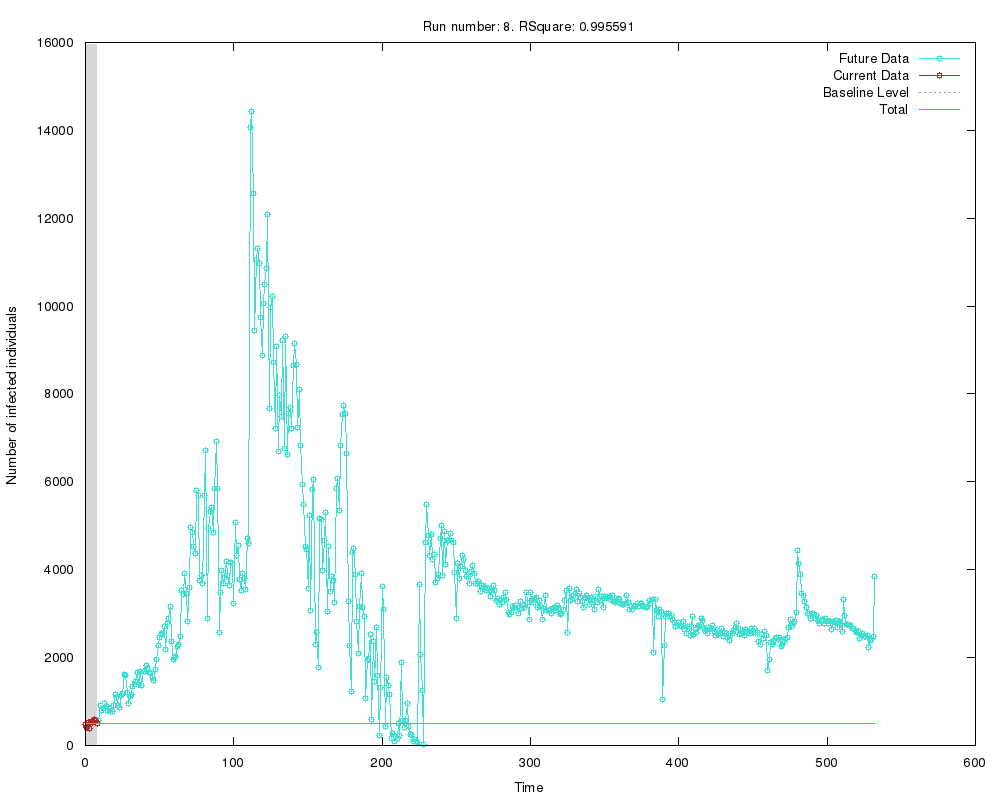 Run number: 8. RSquare: 0.995591
16000
14000
12000
10000
8000
6000
4000
2000
0
Number of infected individuals
Future Data
Current Data
Baseline Level
Total
0 100 200 300 400 500 600
Time